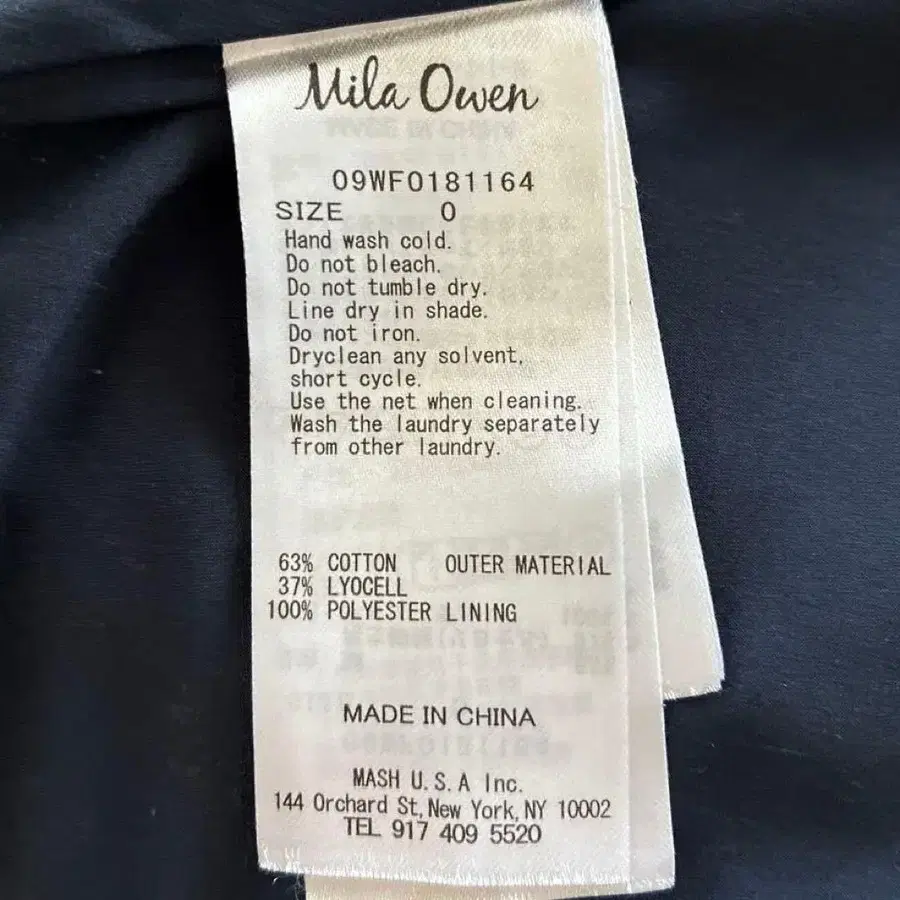 Mila Owen
09WF0181164
SIZE 0
Hand wash cold.
Do not bleach.
Do not tumble dry.
Line dry in shade.
Do not iron.
Dryclean any solvent,
short cycle.
Use the net when cleaning.
Wash the laundry separately
from other laundry.
63% COTTON OUTER MATERIAL
37% LYOCELL
100% POLYESTER LINING
MADE IN CHINA
MASH U.S.A Inc.
144 Orchard St, New York, NY 10002
TEL 917 409 5520